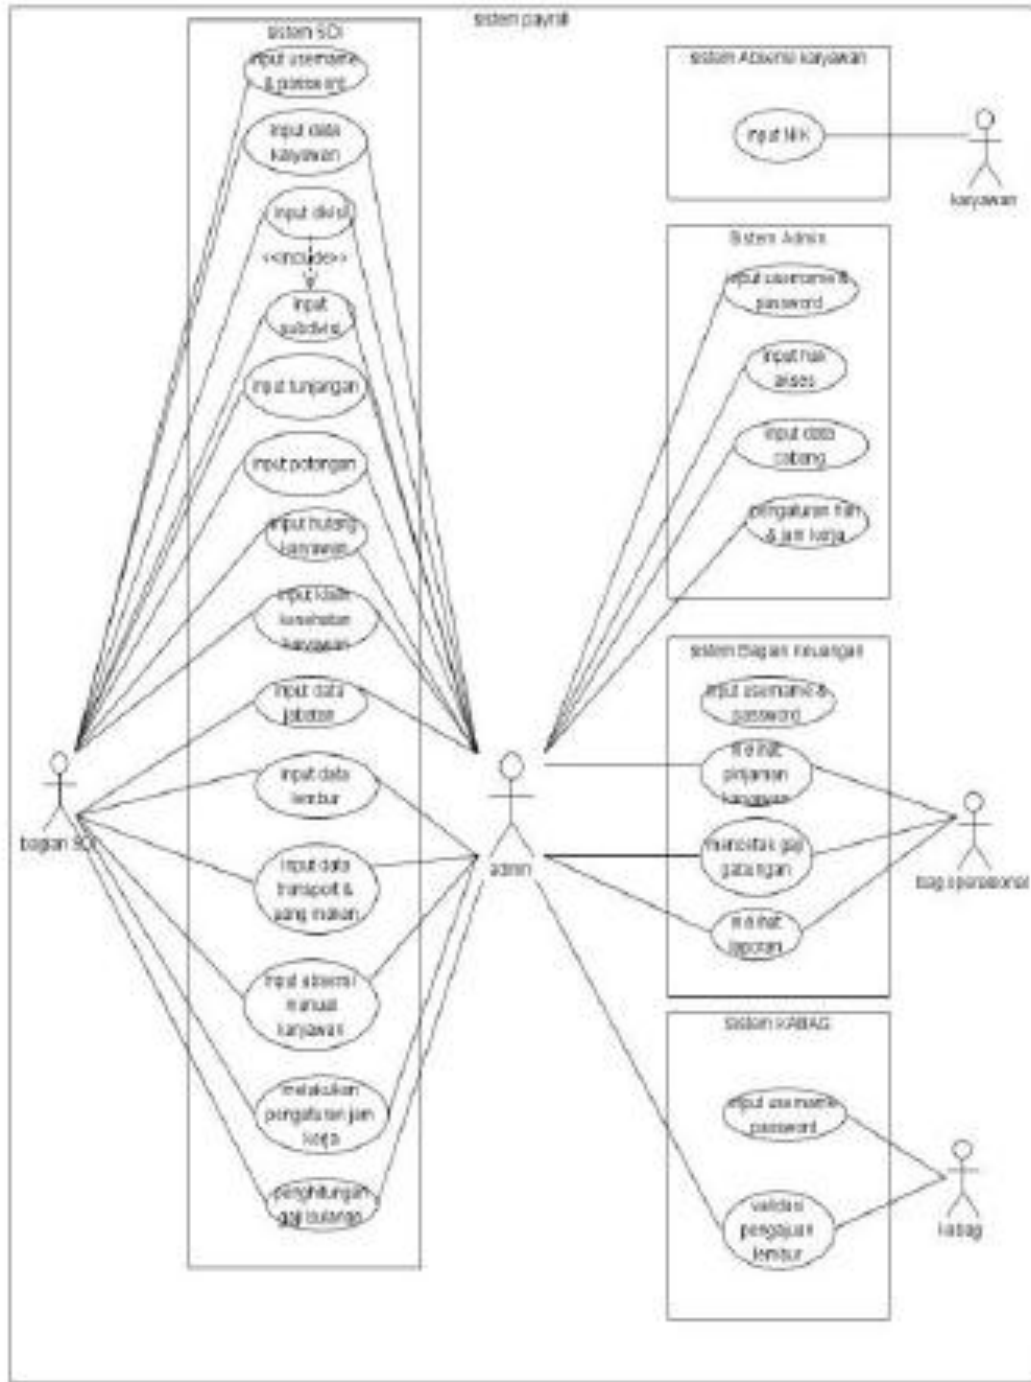 sistem payroll
sistem SDI
input username
& password
input data
karyawan
input divisi
<<include>>
input
subdivisi
input tunjangan
input potongan
input hutang
karyawan
input klaim
kesehatan
karyawan
input data
jabatan
input data
lembur
input data
transport &
uang makan
input absensi
manual
karyawan
melakukan
pengaturan jam
kerja
penghitungan
gaji bulanan
bagian SDI
admin
sistem Absensi karyawan
input NIK
karyawan
Sistem Admin
input username &
password
input hak
akses
input data
cabang
pengaturan hari
& jam kerja
sistem Bagian Keuangan
input username &
password
melihat
pinjaman
karyawan
mencetak gaji
melihat
laporan
bag operasional
sistem KABAG
input username
password
validasi
pengajuan
lembur
kabag